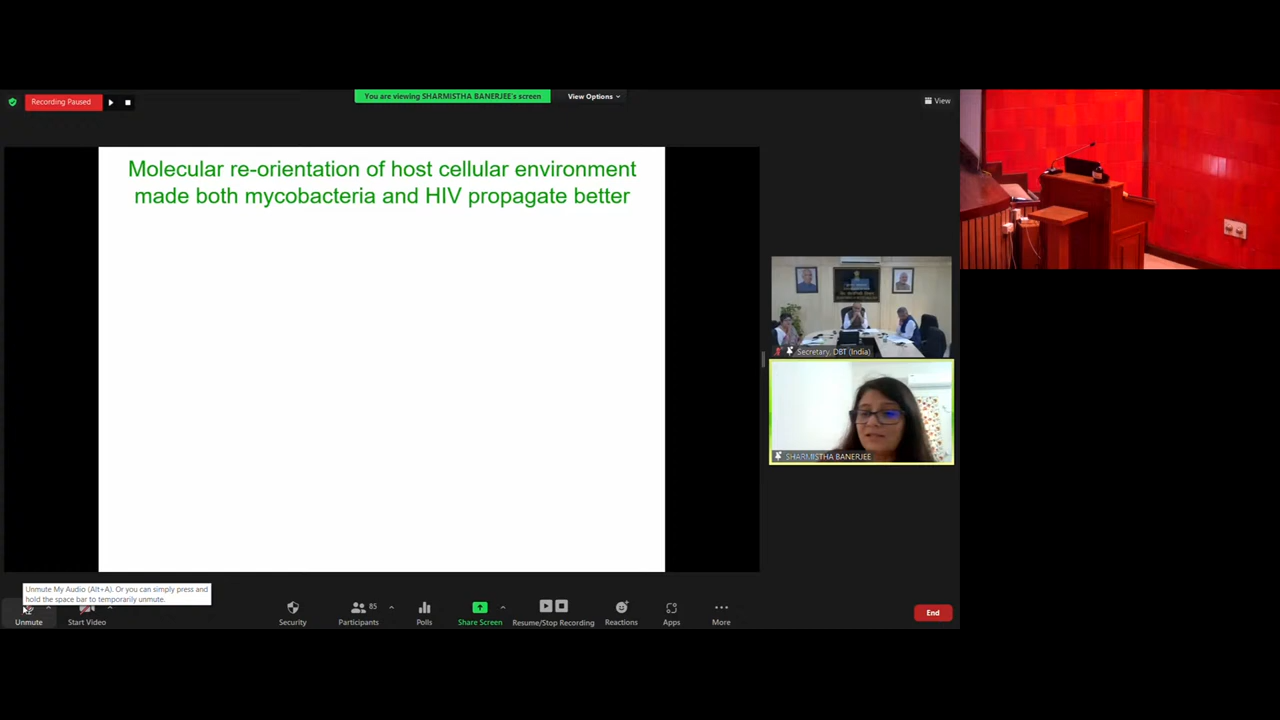 Recording Paused
You are viewing SHARMISTHA BANERJEE's screen
View Options
View
Molecular re-orientation of host cellular environment
made both mycobacteria and HIV propagate better
Secretary, DBT (India)
SHARMISTHA BANERJEE
Unmute My Audio (Alt+A). Or you can simply press and
hold the space bar to temporarily unmute.
Unmute
Start Video
Security
Participants
85
Polls
Share Screen
Resume/Stop Recording
Reactions
Apps
More
End